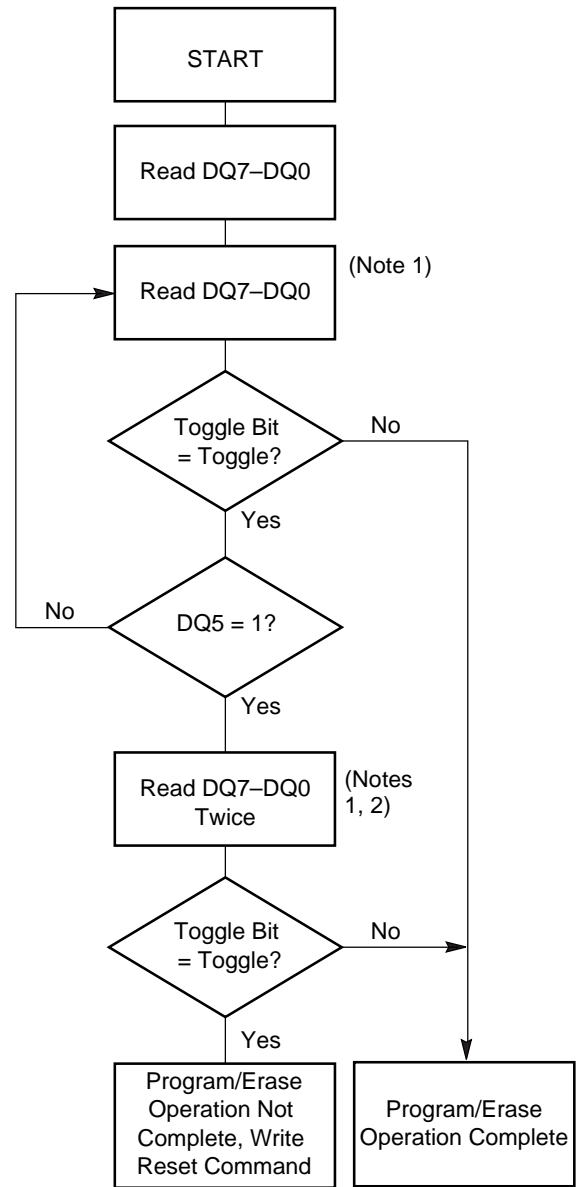 START
Read DQ7–DQ0
Read DQ7–DQ0
(Note 1)
Toggle Bit
= Toggle?
No
Yes
No
DQ5 = 1?
Yes
Read DQ7–DQ0
Twice
(Notes
1, 2)
Toggle Bit
= Toggle?
No
Yes
Program/Erase
Operation Not
Complete, Write
Reset Command
Program/Erase
Operation Complete